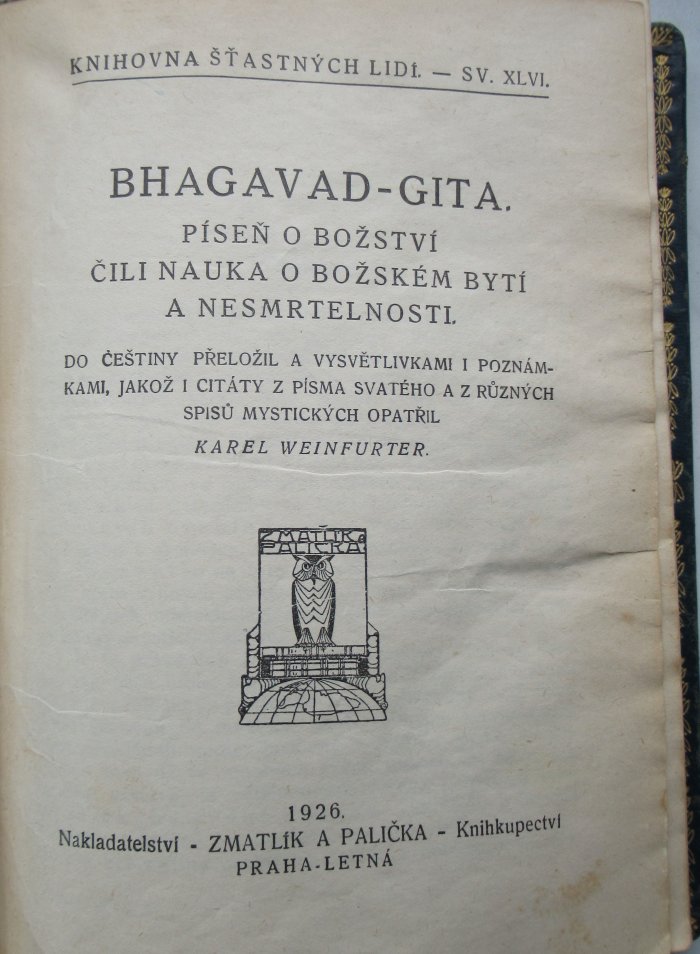 KNIHOVNA ŠŤASTNÝCH LIDÍ. — SV. XLVI.
BHAGAVAD-GITA.
PÍSEŇ O BOŽSTVÍ
ČILI NAUKA O BOŽSKÉM BYTÍ
A NESMRTELNOSTI.
DO ČEŠTINY PŘELOŽIL A VYSVĚTLIVKAMI I POZNÁM-
KAMI, JAKOŽ I CITÁTY Z PÍSMA SVATÉHO A Z RŮZNÝCH
SPISŮ MYSTICKÝCH OPATŘIL
KAREL WEINFURTER.
ZMATLÍK A
PALIČKA
1926.
Nakladatelství - ZMATLÍK A PALIČKA - Knihkupectví
PRAHA-LETNÁ